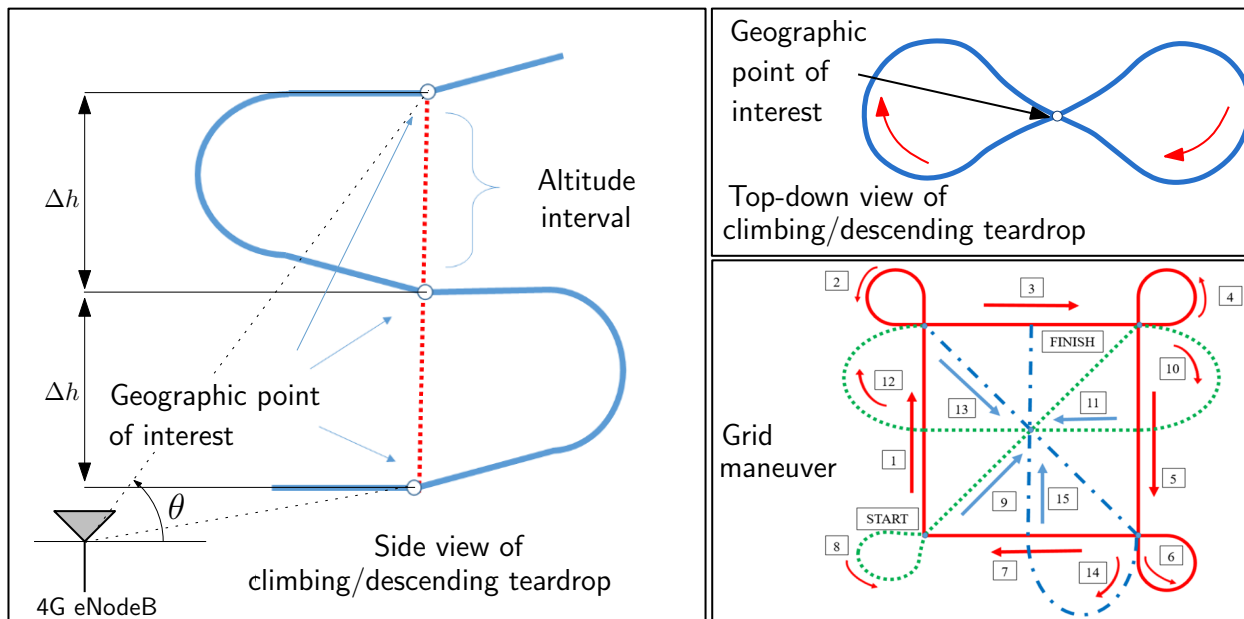 Δh
Altitude
interval
Δh
Geographic point
of interest
θ
Side view of
climbing/descending teardrop
4G eNodeB
Geographic
point of
interest
Top-down view of
climbing/descending teardrop
2
3
4
FINISH
12
10
13
11
Grid
maneuver
1
5
START
9
15
8
7
14
6